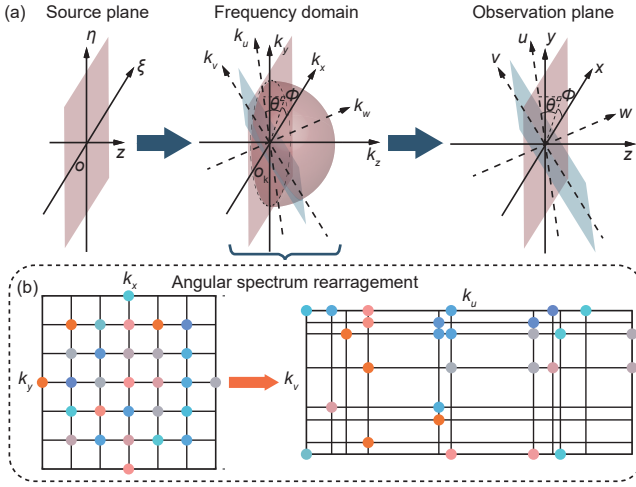 (a)
Source plane
Frequency domain
Observation plane
η
ξ
z
o
k_v
k_u
k_y
k_x
θ
Φ
k_w
k_z
o_k
v
u
y
x
θ
Φ
w
z
o
(b)
Angular spectrum rearragement
k_x
k_y
k_u
k_v